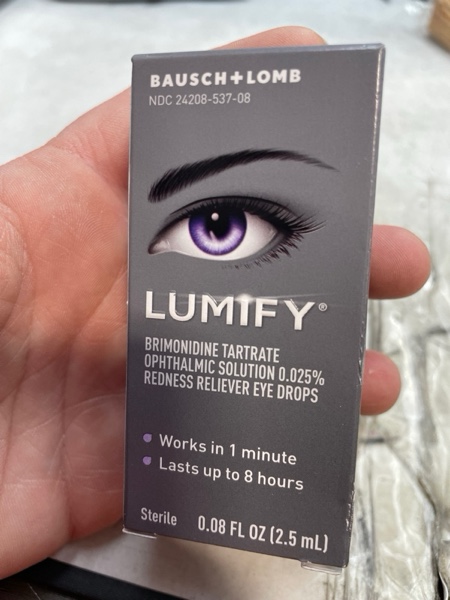 BAUSCH+LOMB
NDC 24208-537-08
LUMIFY®
BRIMONIDINE TARTRATE
OPHTHALMIC SOLUTION 0.025%
REDNESS RELIEVER EYE DROPS
Works in 1 minute
Lasts up to 8 hours
Sterile 0.08 FL OZ (2.5 mL)